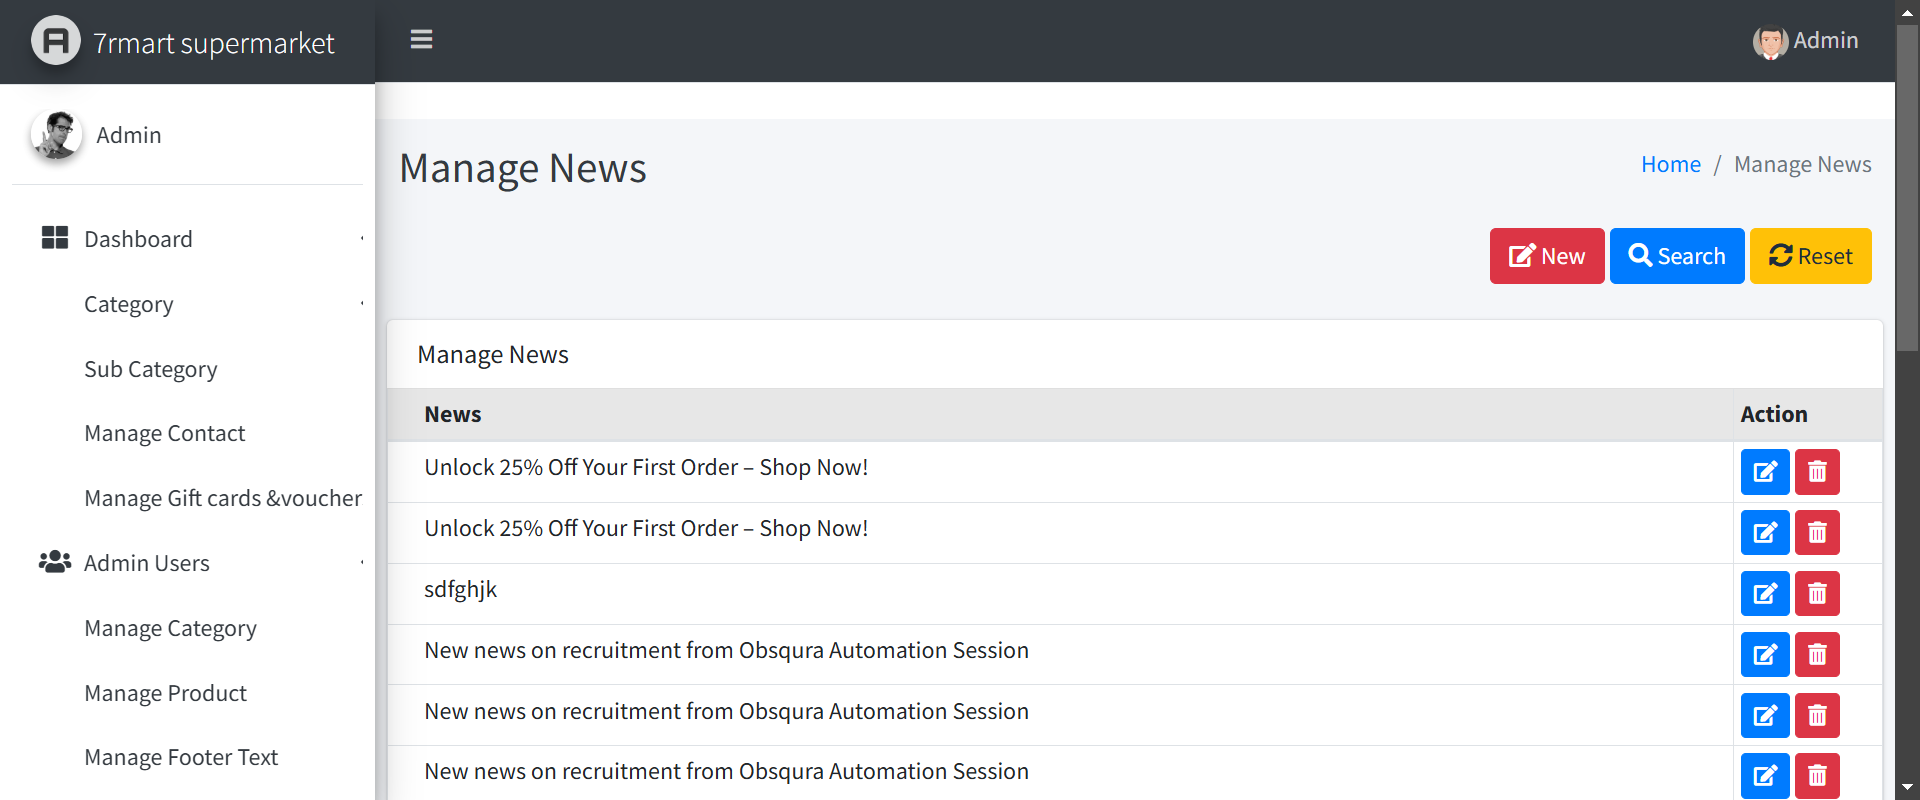 7rmart supermarket
Admin
Admin
Dashboard
Category
Sub Category
Manage Contact
Manage Gift cards &voucher
Admin Users
Manage Category
Manage Product
Manage Footer Text
Manage News
Home / Manage News
New Search Reset
Manage News
News Action
Unlock 25% Off Your First Order – Shop Now!
Unlock 25% Off Your First Order – Shop Now!
sdfghjk
New news on recruitment from Obsqura Automation Session
New news on recruitment from Obsqura Automation Session
New news on recruitment from Obsqura Automation Session